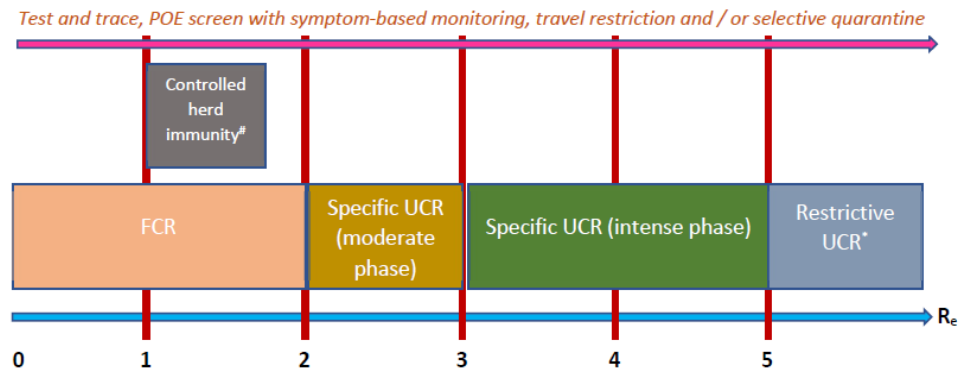 Test and trace, POE screen with symptom-based monitoring, travel restriction and / or selective quarantine
Controlled
herd
immunity#
FCR
Specific UCR
(moderate
phase)
Specific UCR (intense phase)
Restrictive
UCR*
Re
0 1 2 3 4 5